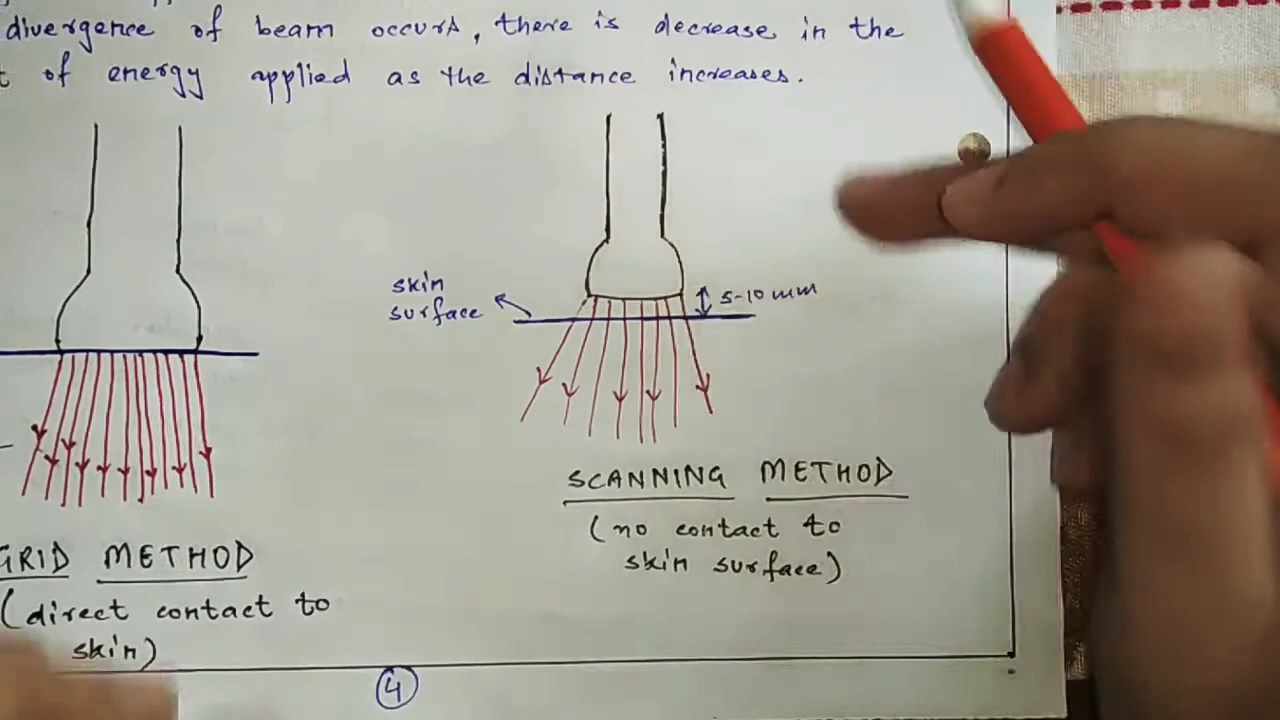 divergence of beam occurs, there is decrease in the
of energy applied as the distance increases.
skin
surface
5-10 mm
SCANNING METHOD
(no contact to
skin surface)
GRID METHOD
(direct contact to
skin)
4